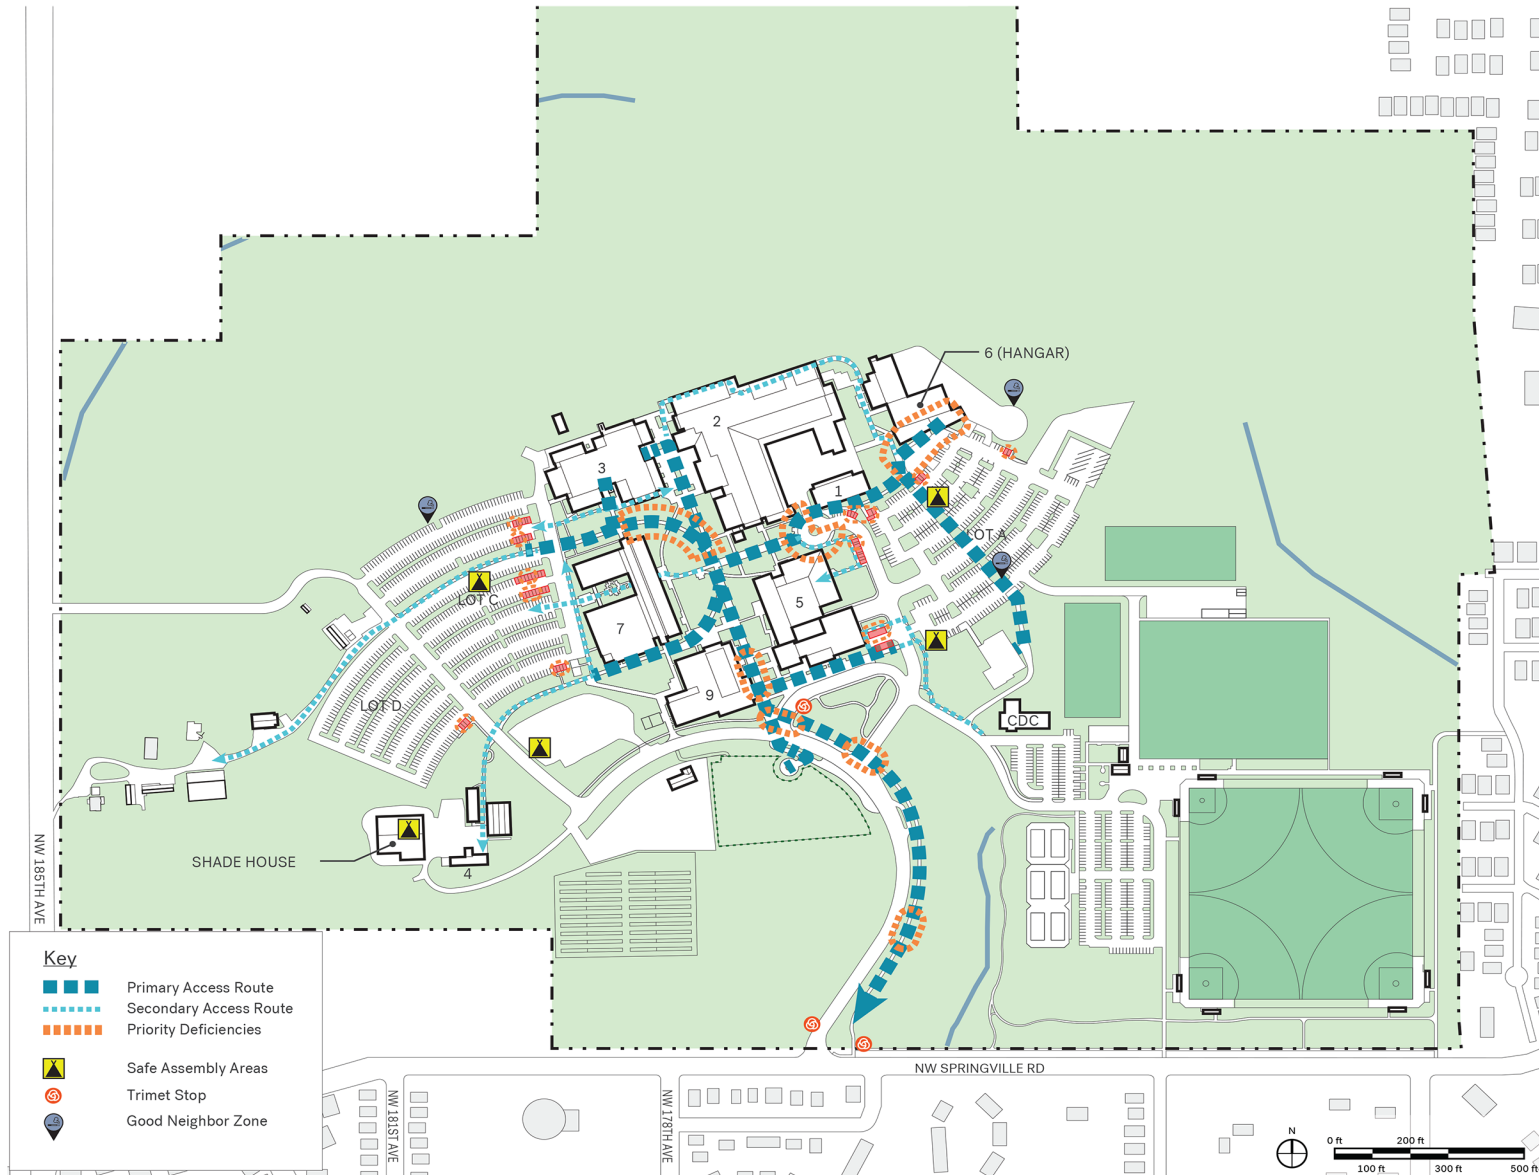 6 (HANGAR)
2
3
1
LOT A
LOT C
5
7
9
LOT D
CDC
SHADE HOUSE
4
NW 185TH AVE
Key
Primary Access Route
Secondary Access Route
Priority Deficiencies
Safe Assembly Areas
Trimet Stop
Good Neighbor Zone
NW SPRINGVILLE RD
NW 181ST AVE
NW 178TH AVE
N
0 ft
200 ft
100 ft
300 ft
500 ft